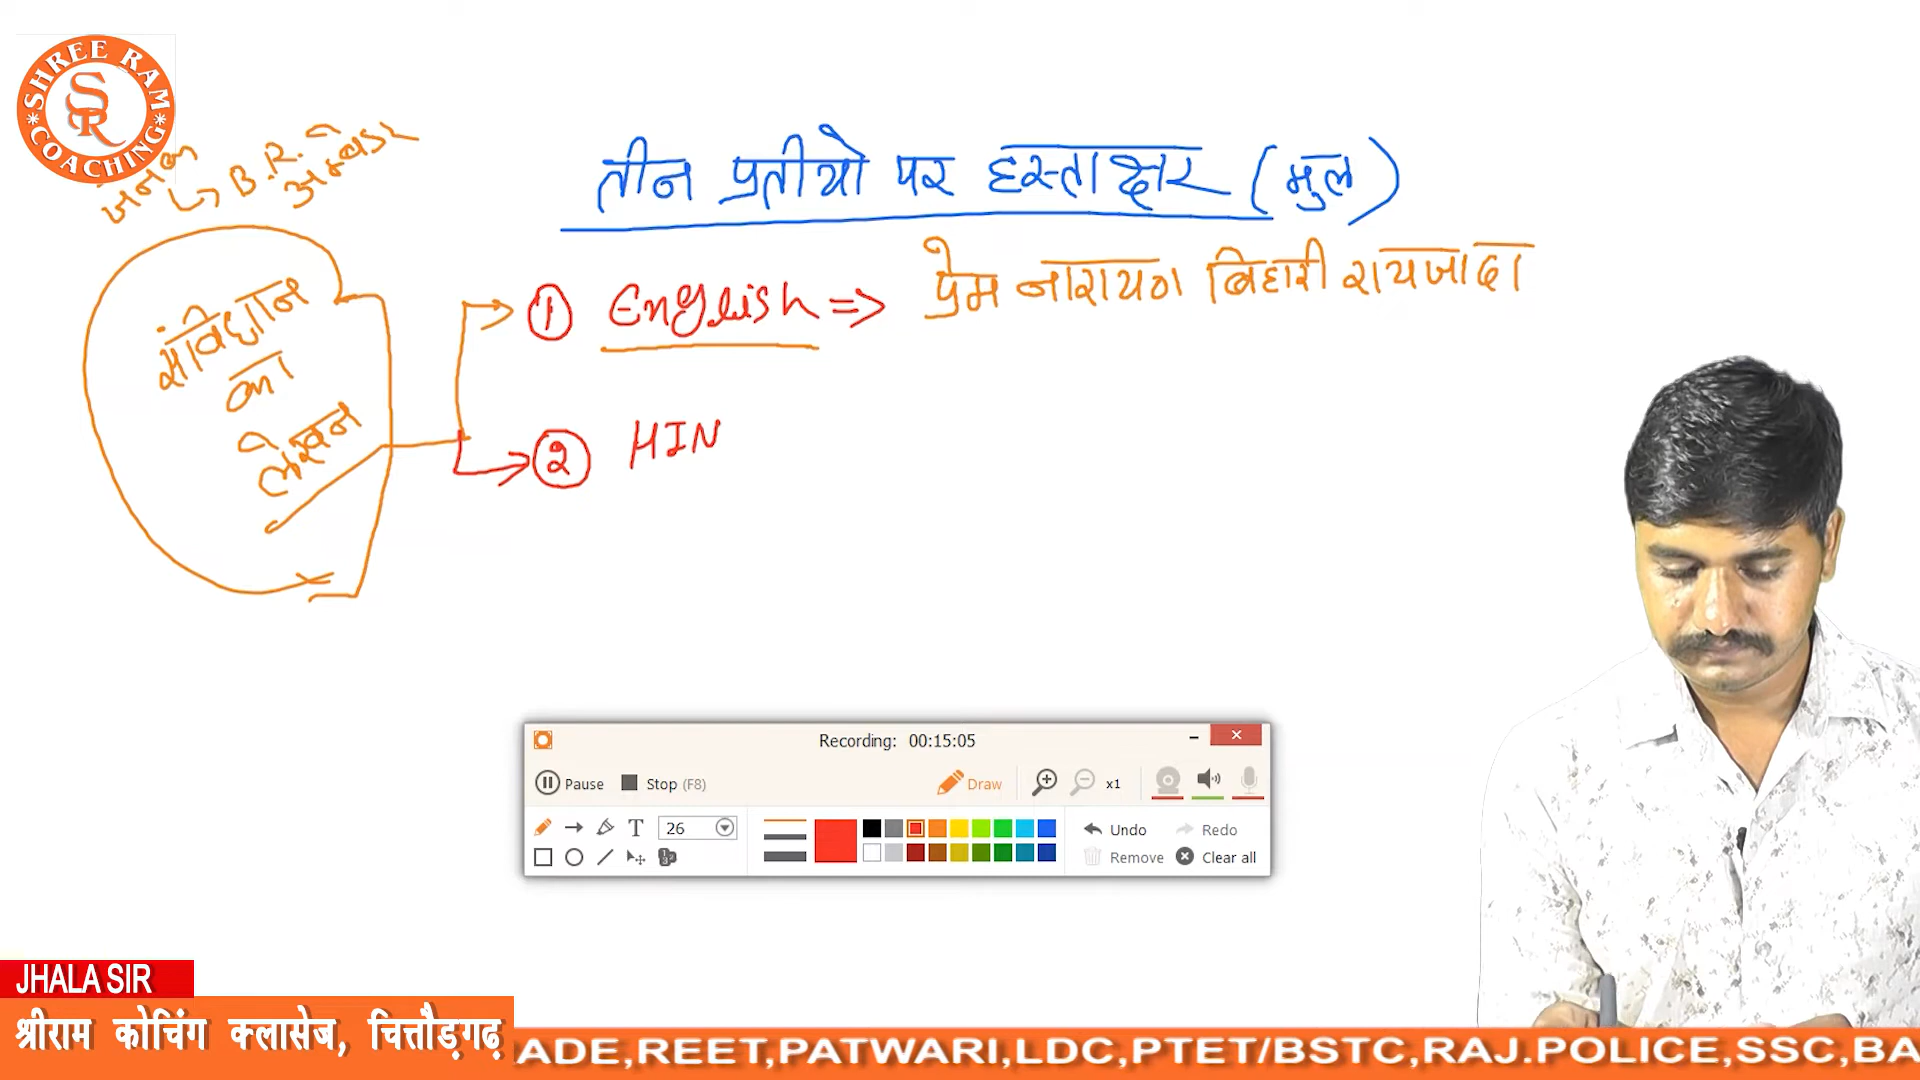 SHREE RAM
SR
COACHING
जनक
↳ B.R. अम्बेडर
तीन प्रतीयो पर हस्ताक्षर (मुल)
संविधान
का
लेखन
① English ⇒ प्रेम नारायण बिहारी रायजादा
② HIN
Recording: 00:15:05
Pause Stop (F8) Draw x1
T 26 Undo Redo
Remove Clear all
JHALA SIR
श्रीराम कोचिंग क्लासेज, चित्तौड़गढ़
ADE,REET,PATWARI,LDC,PTET/BSTC,RAJ.POLICE,SSC,BA